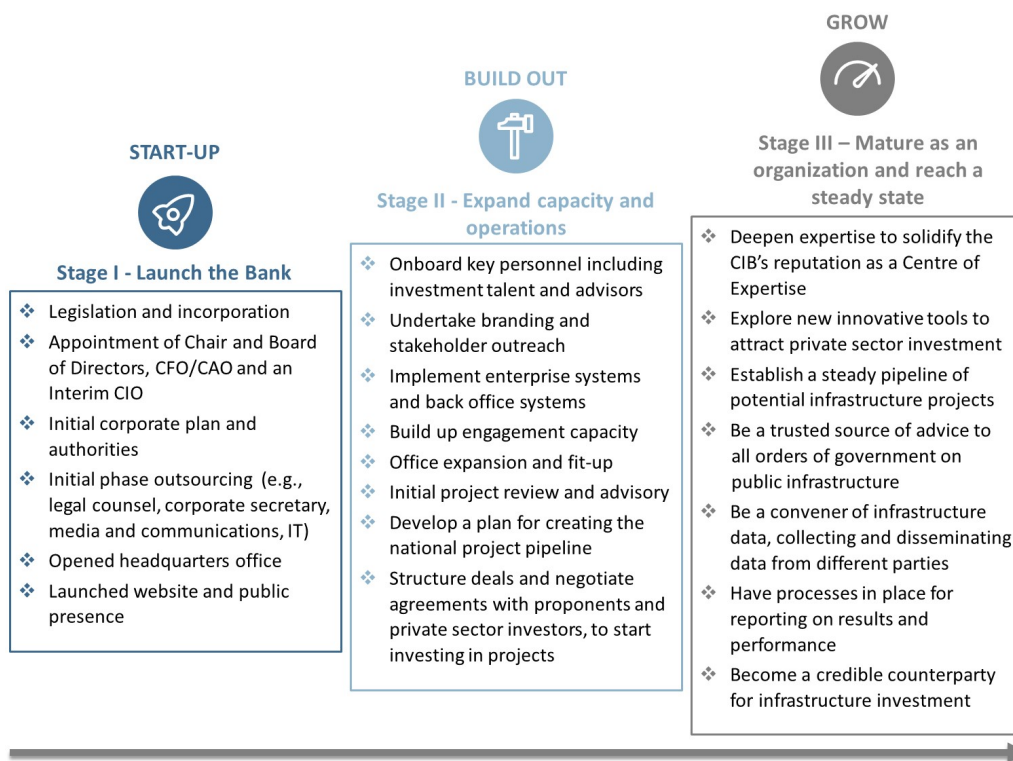 START-UP
Stage I - Launch the Bank
❖ Legislation and incorporation
❖ Appointment of Chair and Board
of Directors, CFO/CAO and an
Interim CIO
❖ Initial corporate plan and
authorities
❖ Initial phase outsourcing (e.g.,
legal counsel, corporate secretary,
media and communications, IT)
❖ Opened headquarters office
❖ Launched website and public
presence
BUILD OUT
Stage II - Expand capacity and
operations
❖ Onboard key personnel including
investment talent and advisors
❖ Undertake branding and
stakeholder outreach
❖ Implement enterprise systems
and back office systems
❖ Build up engagement capacity
❖ Office expansion and fit-up
❖ Initial project review and advisory
❖ Develop a plan for creating the
national project pipeline
❖ Structure deals and negotiate
agreements with proponents and
private sector investors, to start
investing in projects
GROW
Stage III – Mature as an
organization and reach a
steady state
❖ Deepen expertise to solidify the
CIB's reputation as a Centre of
Expertise
❖ Explore new innovative tools to
attract private sector investment
❖ Establish a steady pipeline of
potential infrastructure projects
❖ Be a trusted source of advice to
all orders of government on
public infrastructure
❖ Be a convener of infrastructure
data, collecting and disseminating
data from different parties
❖ Have processes in place for
reporting on results and
performance
❖ Become a credible counterparty
for infrastructure investment